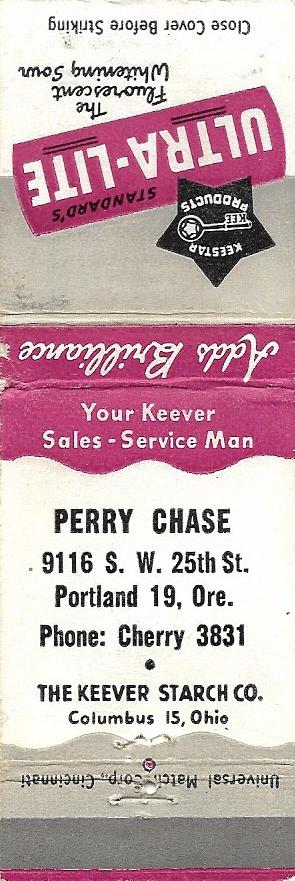 Close Cover Before Striking
The
Fluorescent
Whitening Sour
STANDARD'S
ULTRA-LITE
KEESTAR
KEE
PRODUCTS
Adds Brilliance
Your Keever
Sales - Service Man
PERRY CHASE
9116 S. W. 25th St.
Portland 19, Ore.
Phone: Cherry 3831
THE KEEVER STARCH CO.
Columbus 15, Ohio
Universal Match Corp., Cincinnati